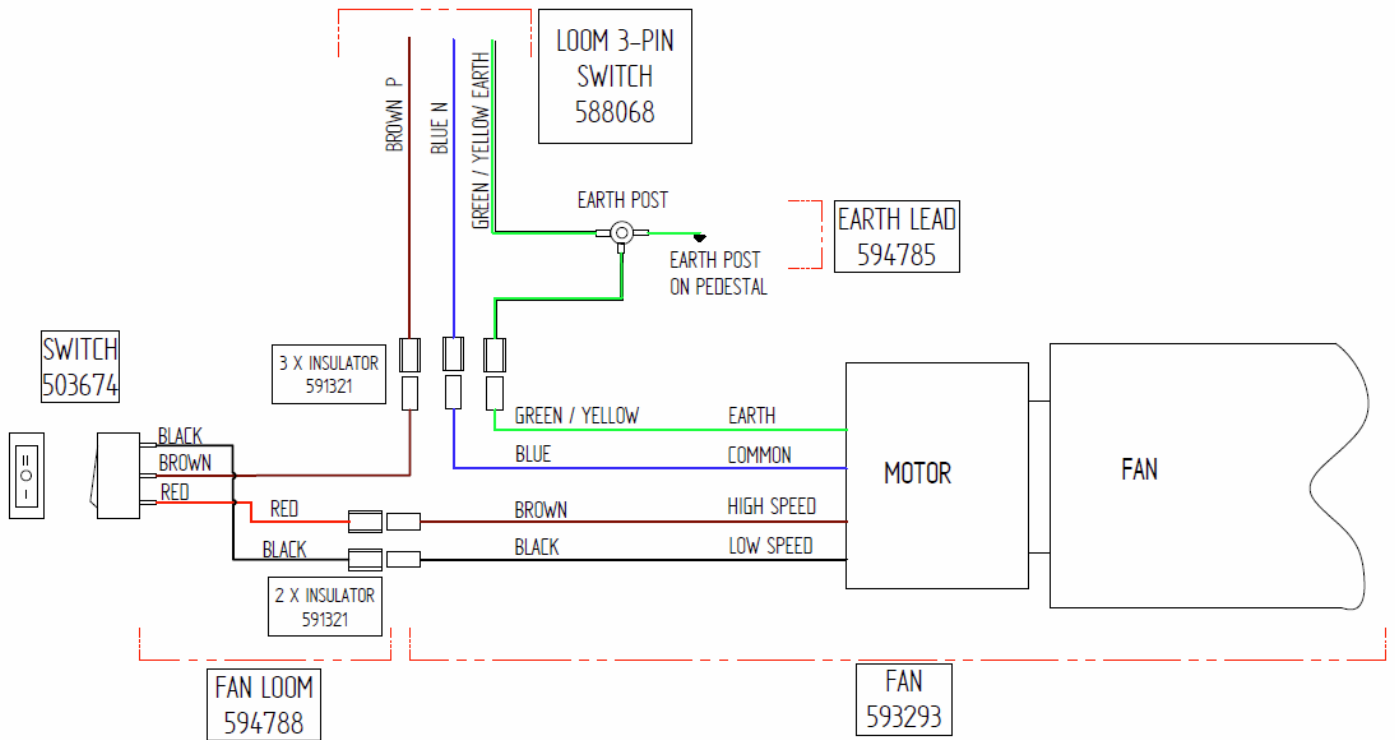 LOOM 3-PIN
SWITCH
588068
BROWN P
BLUE N
GREEN / YELLOW EARTH
EARTH POST
EARTH LEAD
594785
EARTH POST
ON PEDESTAL
SWITCH
503674
3 X INSULATOR
591321
II O I
BLACK
BROWN
RED
GREEN / YELLOW
EARTH
BLUE
COMMON
MOTOR
FAN
RED
BROWN
HIGH SPEED
BLACK
BLACK
LOW SPEED
2 X INSULATOR
591321
FAN LOOM
594788
FAN
593293